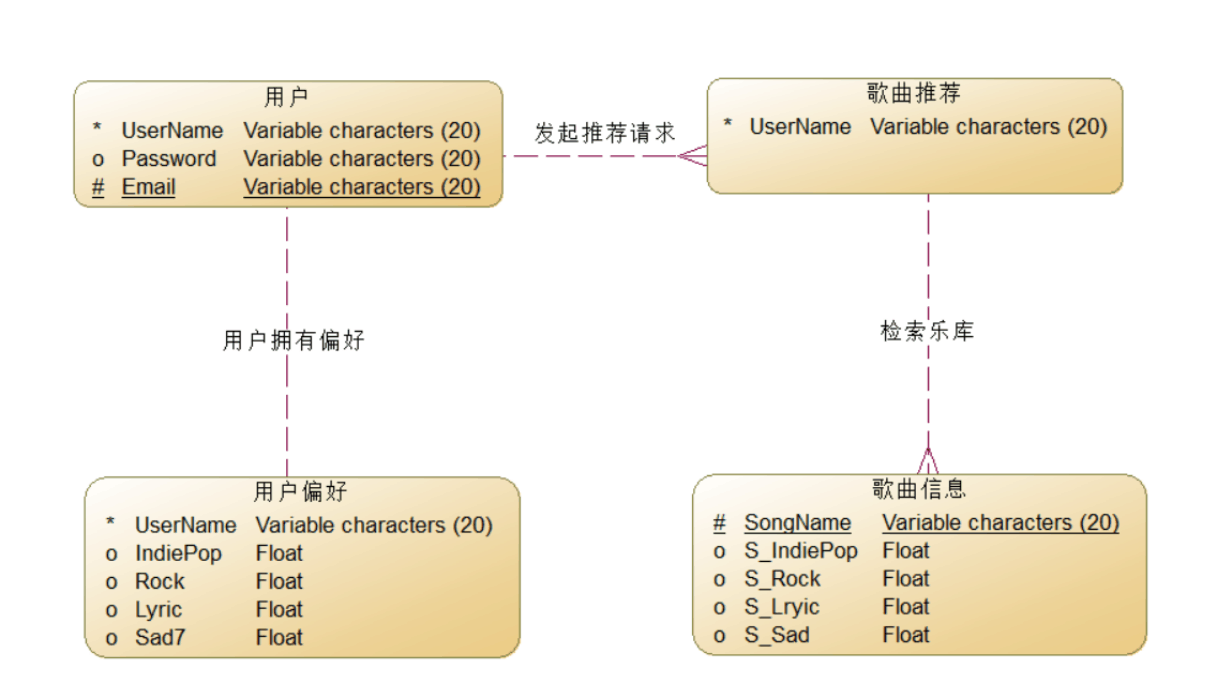 用户
* UserName Variable characters (20)
o Password Variable characters (20)
# Email Variable characters (20)
发起推荐请求
歌曲推荐
* UserName Variable characters (20)
用户拥有偏好
检索乐库
用户偏好
* UserName Variable characters (20)
o IndiePop Float
o Rock Float
o Lyric Float
o Sad7 Float
歌曲信息
# SongName Variable characters (20)
o S_IndiePop Float
o S_Rock Float
o S_Lryic Float
o S_Sad Float